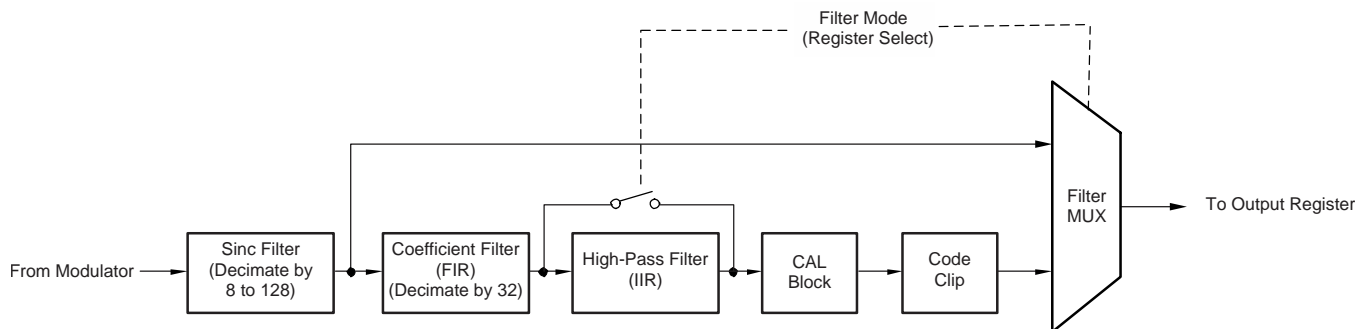 Filter Mode
(Register Select)
Filter
MUX
To Output Register
From Modulator
Sinc Filter
(Decimate by
8 to 128)
Coefficient Filter
(FIR)
(Decimate by 32)
High-Pass Filter
(IIR)
CAL
Block
Code
Clip